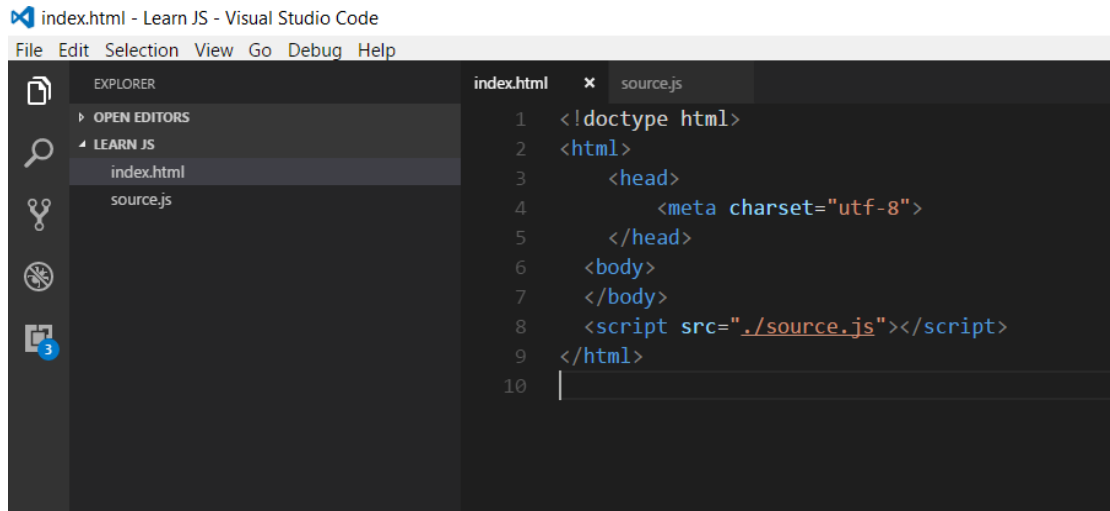 index.html - Learn JS - Visual Studio Code
File Edit Selection View Go Debug Help
EXPLORER
OPEN EDITORS
LEARN JS
index.html
source.js
3
index.html × source.js
1 <!doctype html>
2 <html>
3     <head>
4         <meta charset="utf-8">
5     </head>
6   <body>
7   </body>
8   <script src="./source.js"></script>
9 </html>
10